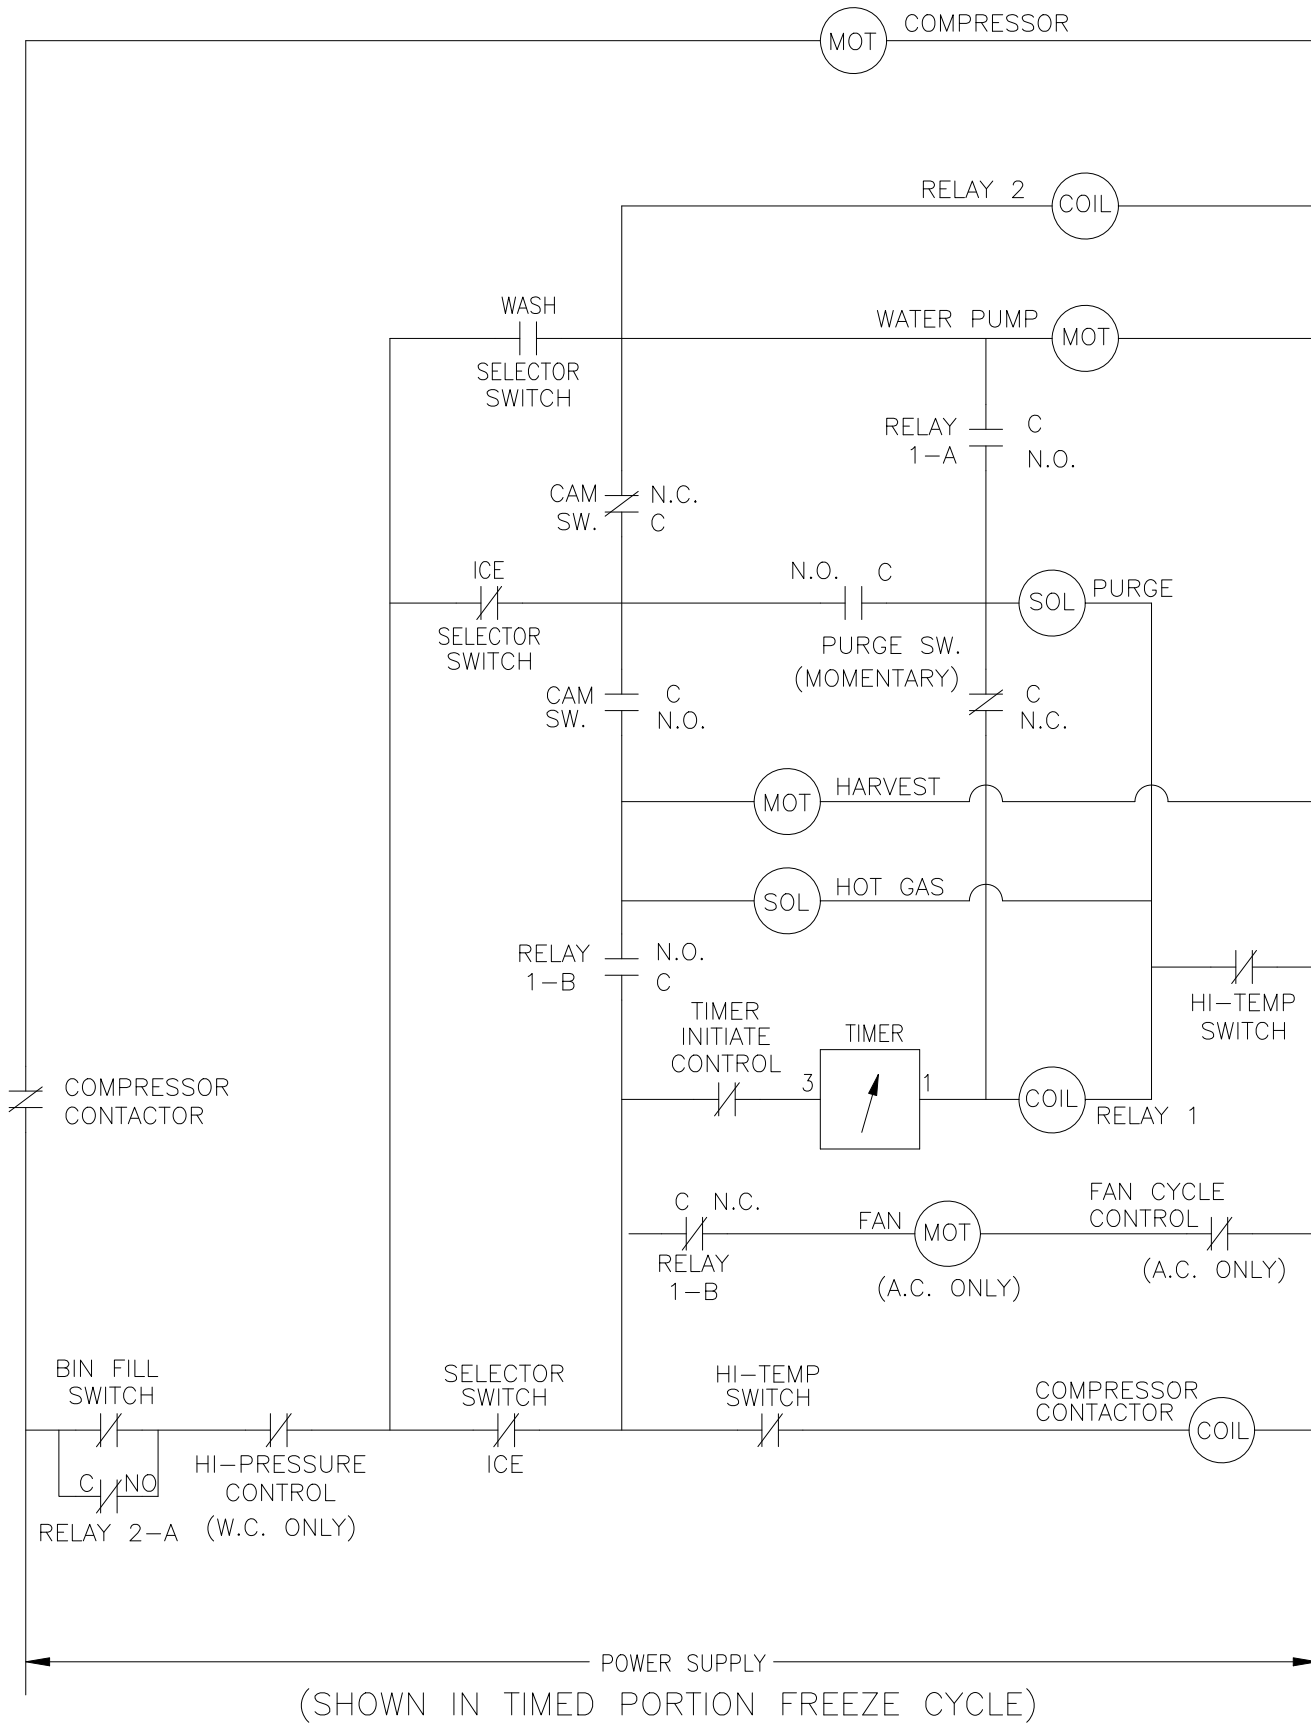 COMPRESSOR
MOT
RELAY 2
COIL
WASH
SELECTOR
SWITCH
WATER PUMP
MOT
RELAY
1-A
C
N.O.
CAM
SW.
N.C.
C
ICE
SELECTOR
SWITCH
N.O. C
PURGE SW.
(MOMENTARY)
SOL
PURGE
CAM
SW.
C
N.O.
C
N.C.
MOT
HARVEST
SOL
HOT GAS
RELAY
1-B
N.O.
C
HI-TEMP
SWITCH
TIMER
INITIATE
CONTROL
TIMER
3
1
COIL
RELAY 1
COMPRESSOR
CONTACTOR
C N.C.
RELAY
1-B
FAN
MOT
(A.C. ONLY)
FAN CYCLE
CONTROL
(A.C. ONLY)
BIN FILL
SWITCH
C NO
RELAY 2-A
HI-PRESSURE
CONTROL
(W.C. ONLY)
SELECTOR
SWITCH
ICE
HI-TEMP
SWITCH
COMPRESSOR
CONTACTOR
COIL
POWER SUPPLY
(SHOWN IN TIMED PORTION FREEZE CYCLE)